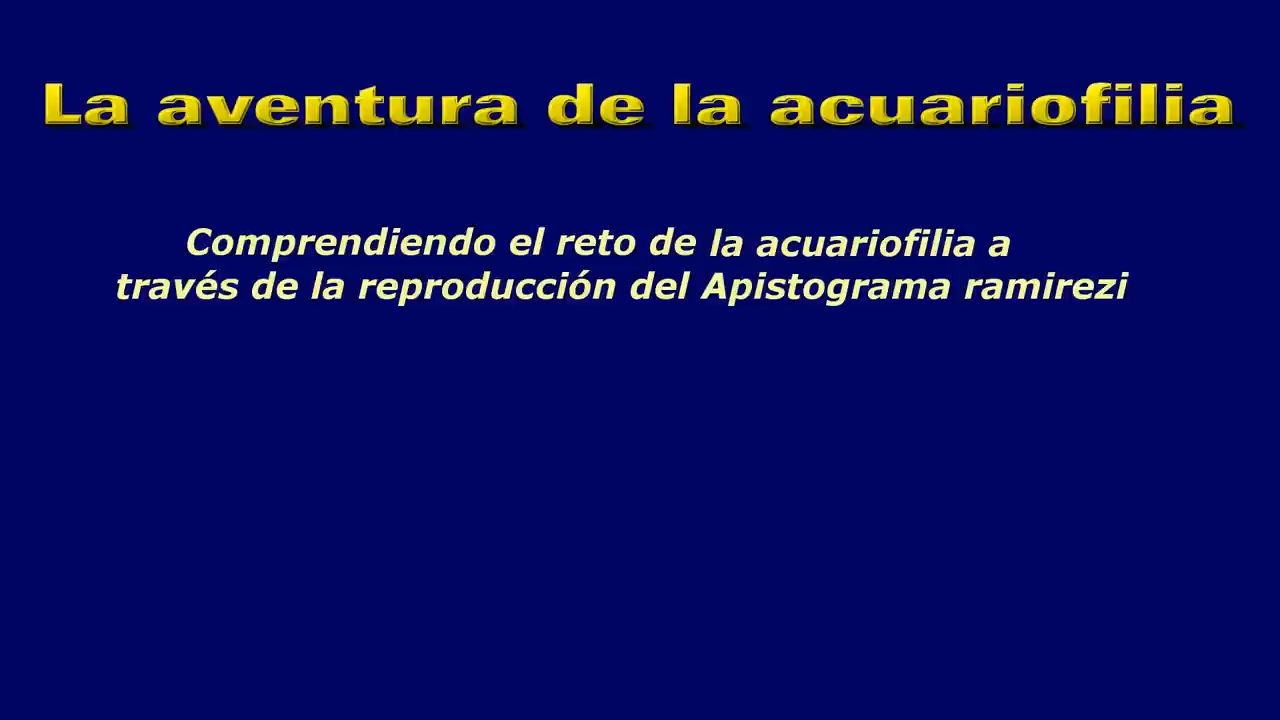 La aventura de la acuariofilia
Comprendiendo el reto de la acuariofilia a
través de la reproducción del Apistograma ramirezi